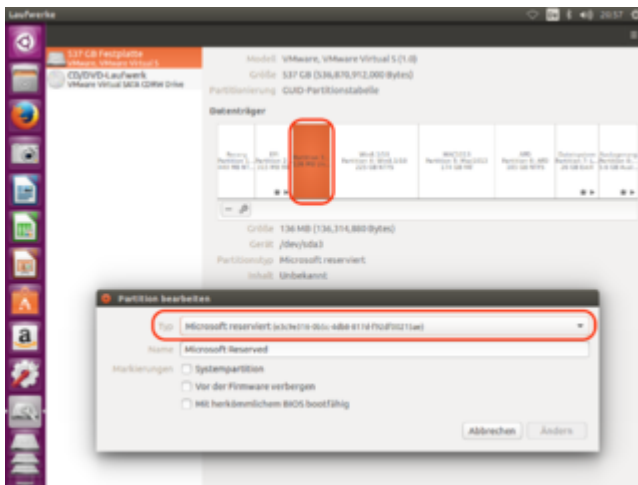 Laufwerke
De
20:57
537 GB Festplatte
VMware, VMware Virtual S
CD/DVD-Laufwerk
VMware Virtual SATA CDRW Drive
Modell VMware, VMware Virtual S (1.0)
Größe 537 GB (536,870,912,000 Bytes)
Partitionierung GUID-Partitionstabelle
Datenträger
Größe 136 MB (136,314,880 Bytes)
Gerät /dev/sda3
Partitionstyp Microsoft reserviert
Inhalt Unbekannt
Partition bearbeiten
Typ Microsoft reserviert
Name Microsoft Reserved
Markierungen Systempartition
Vor der Firmware verbergen
Mit herkömmlichem BIOS bootfähig
Abbrechen Ändern